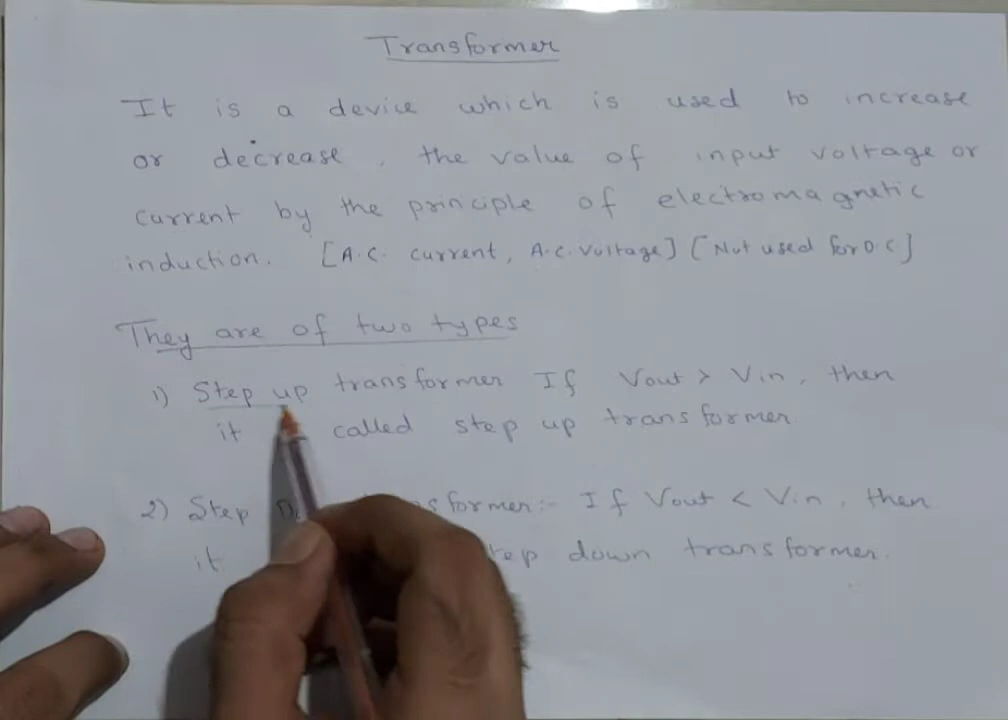 Transformer
It is a device which is used to increase
or decrease, the value of input voltage or
current by the principle of electromagnetic
induction. [A.C. current, A.C. Voltage] [Not used for D.C]
They are of two types
1) Step up transformer If Vout > Vin, then
it called step up transformer
2) Step sformer:- If Vout < Vin, then
it tep down transformer.